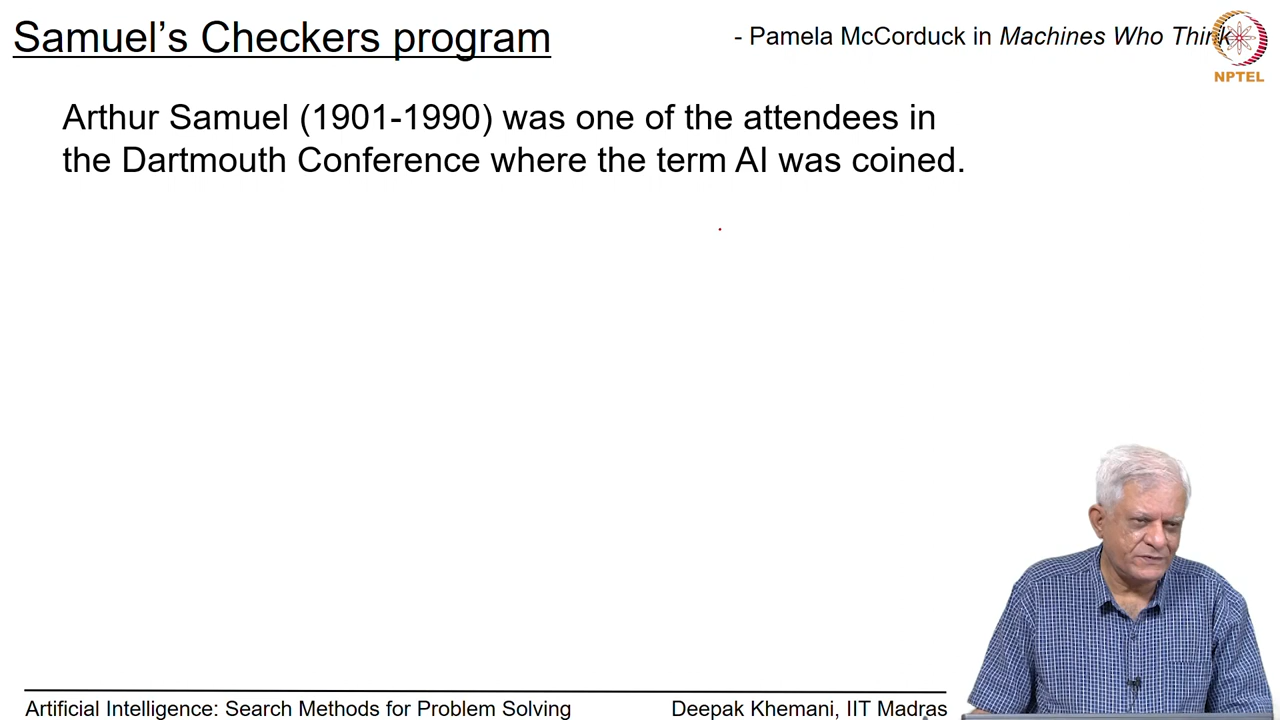 Samuel's Checkers program
- Pamela McCorduck in Machines Who Think
NPTEL
Arthur Samuel (1901-1990) was one of the attendees in
the Dartmouth Conference where the term AI was coined.
Artificial Intelligence: Search Methods for Problem Solving
Deepak Khemani, IIT Madras